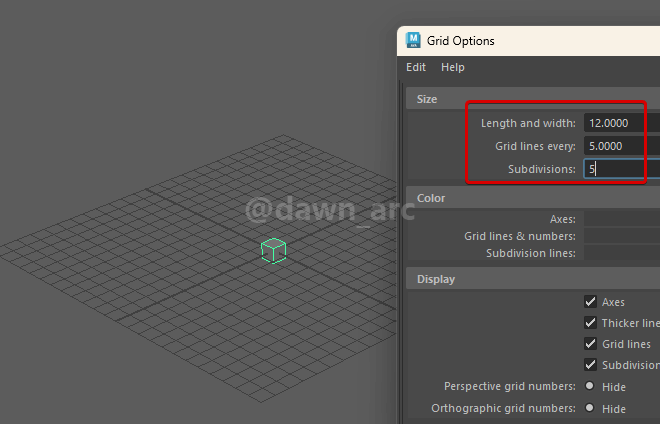 Grid Options
Edit Help
Size
Length and width: 12.0000
Grid lines every: 5.0000
Subdivisions: 5
@dawn_arc
Color
Axes:
Grid lines & numbers:
Subdivision lines:
Display
Axes
Thicker line
Grid lines
Subdivision
Perspective grid numbers: Hide
Orthographic grid numbers: Hide